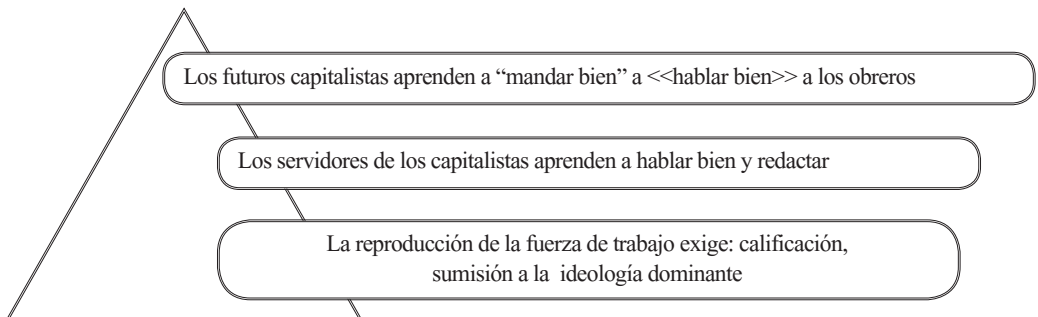 Los futuros capitalistas aprenden a “mandar bien” a <<hablar bien>> a los obreros
Los servidores de los capitalistas aprenden a hablar bien y redactar
La reproducción de la fuerza de trabajo exige: calificación,
sumisión a la ideología dominante